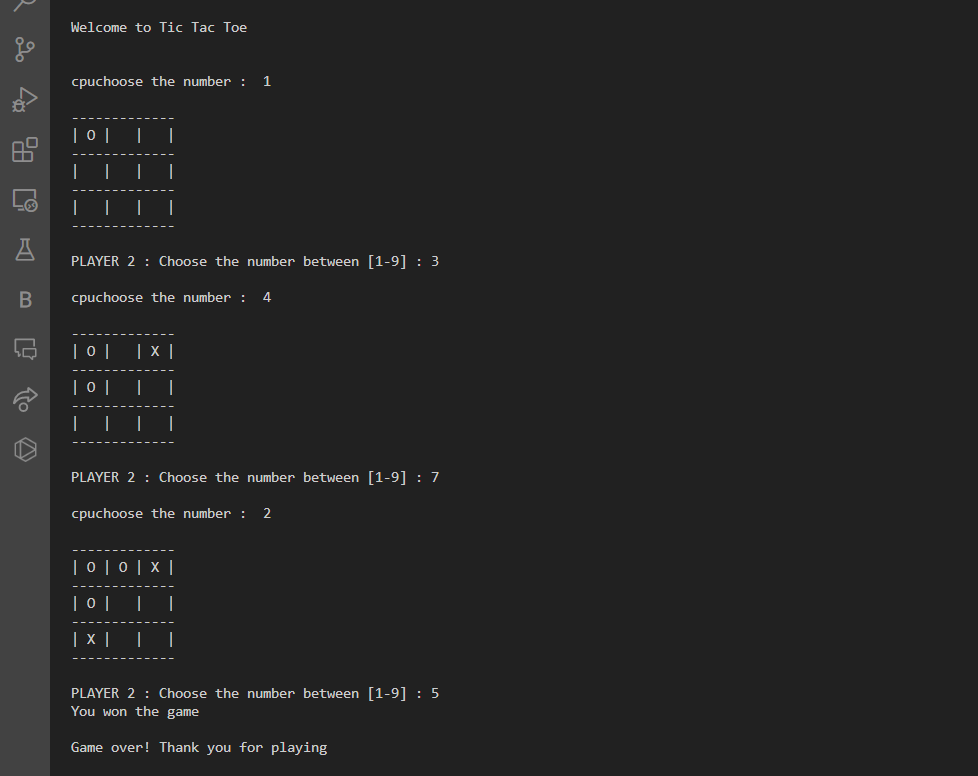 Welcome to Tic Tac Toe
cpuchoose the number :  1
-------------
| O |   |   |
-------------
|   |   |   |
-------------
|   |   |   |
-------------
PLAYER 2 : Choose the number between [1-9] : 3
cpuchoose the number :  4
-------------
| O |   | X |
-------------
| O |   |   |
-------------
|   |   |   |
-------------
PLAYER 2 : Choose the number between [1-9] : 7
cpuchoose the number :  2
-------------
| O | O | X |
-------------
| O |   |   |
-------------
| X |   |   |
-------------
PLAYER 2 : Choose the number between [1-9] : 5
You won the game
Game over! Thank you for playing
B